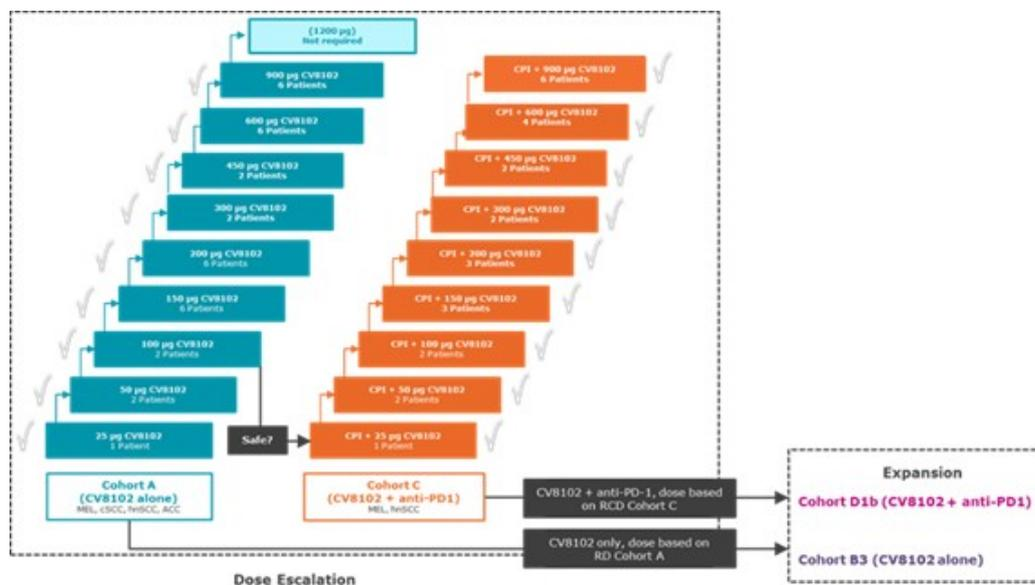 (1200 µg)
Not required
900 µg CV8102
6 Patients
600 µg CV8102
6 Patients
450 µg CV8102
2 Patients
300 µg CV8102
2 Patients
200 µg CV8102
6 Patients
150 µg CV8102
6 Patients
100 µg CV8102
2 Patients
50 µg CV8102
2 Patients
25 µg CV8102
1 Patient
Cohort A
(CV8102 alone)
MEL, cSCC, hnSCC, ACC
Safe?
CPI + 900 µg CV8102
6 Patients
CPI + 600 µg CV8102
4 Patients
CPI + 450 µg CV8102
2 Patients
CPI + 300 µg CV8102
2 Patients
CPI + 200 µg CV8102
3 Patients
CPI + 150 µg CV8102
3 Patients
CPI + 100 µg CV8102
2 Patients
CPI + 50 µg CV8102
2 Patients
CPI + 25 µg CV8102
1 Patient
Cohort C
(CV8102 + anti-PD1)
MEL, hnSCC
CV8102 + anti-PD-1, dose based
on RCD Cohort C
CV8102 only, dose based on
RD Cohort A
Expansion
Cohort D1b (CV8102 + anti-PD1)
Cohort B3 (CV8102 alone)
Dose Escalation